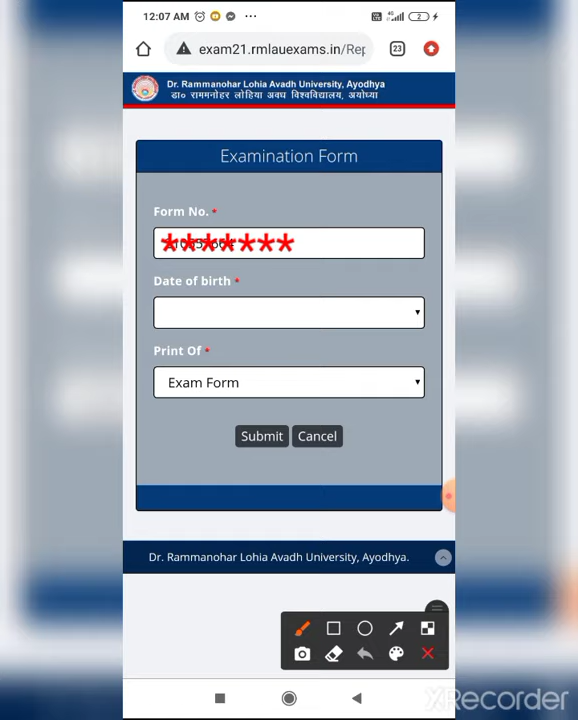 12:07 AM
4G
2
exam21.rmlauexams.in/Rep
23
Dr. Rammanohar Lohia Avadh University, Ayodhya
डा० राममनोहर लोहिया अवध विश्वविद्यालय, अयोध्या
Examination Form
Form No. *
*******
Date of birth *
Print Of *
Exam Form
Submit Cancel
Dr. Rammanohar Lohia Avadh University, Ayodhya.
XRecorder